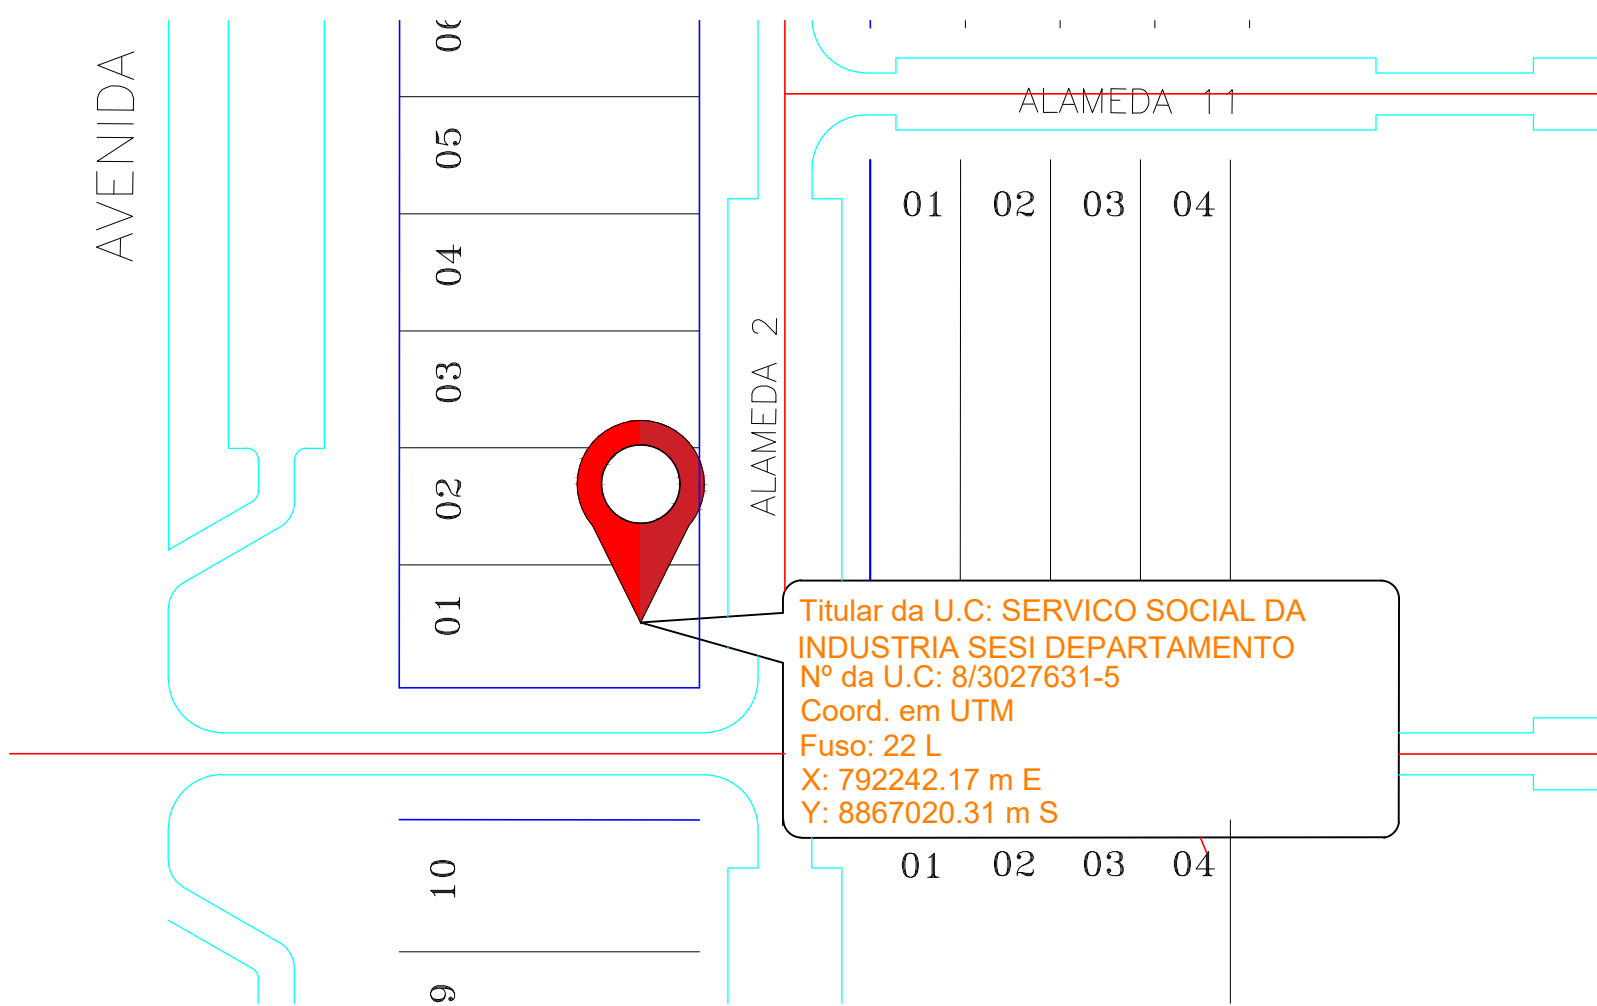 AVENIDA
06
05
04
03
02
01
ALAMEDA 2
ALAMEDA 11
01 02 03 04
Titular da U.C: SERVICO SOCIAL DA
INDUSTRIA SESI DEPARTAMENTO
Nº da U.C: 8/3027631-5
Coord. em UTM
Fuso: 22 L
X: 792242.17 m E
Y: 8867020.31 m S
01 02 03 04
10
9